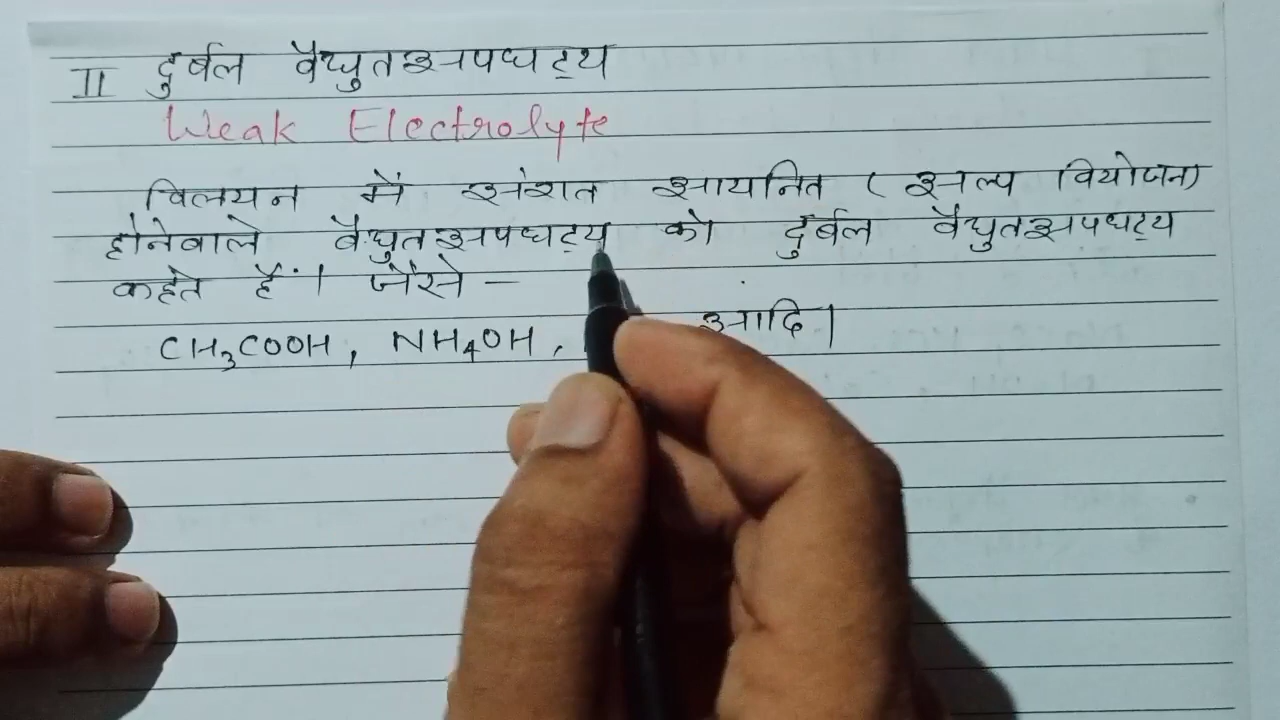 II दुर्बल वैद्युतअपघट्य
Weak Electrolyte
विलयन में अंशत आयनित ( अल्प वियोजन)
होनेवाले वैद्युतअपघट्य को दुर्बल वैद्युतअपघट्य
कहते हैं। जैसे –
CH₃COOH, NH₄OH, आदि।